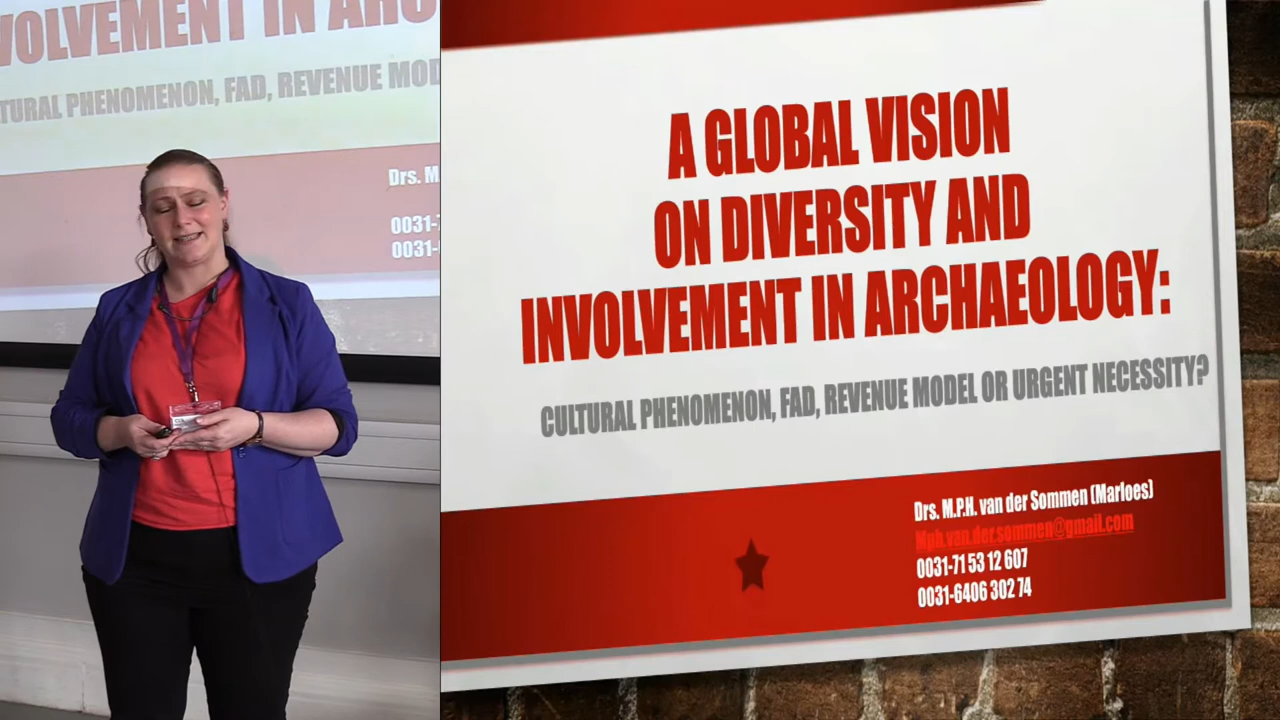 VOLVEMENT IN ARC
TURAL PHENOMENON, FAD, REVENUE MOD
Drs. M.
0031-7
0031-
A GLOBAL VISION
ON DIVERSITY AND
INVOLVEMENT IN ARCHAEOLOGY:
CULTURAL PHENOMENON, FAD, REVENUE MODEL OR URGENT NECESSITY?
Drs. M.P.H. van der Sommen (Marloes)
Mph.van.der.sommen@gmail.com
0031-71 53 12 607
0031-6406 302 74